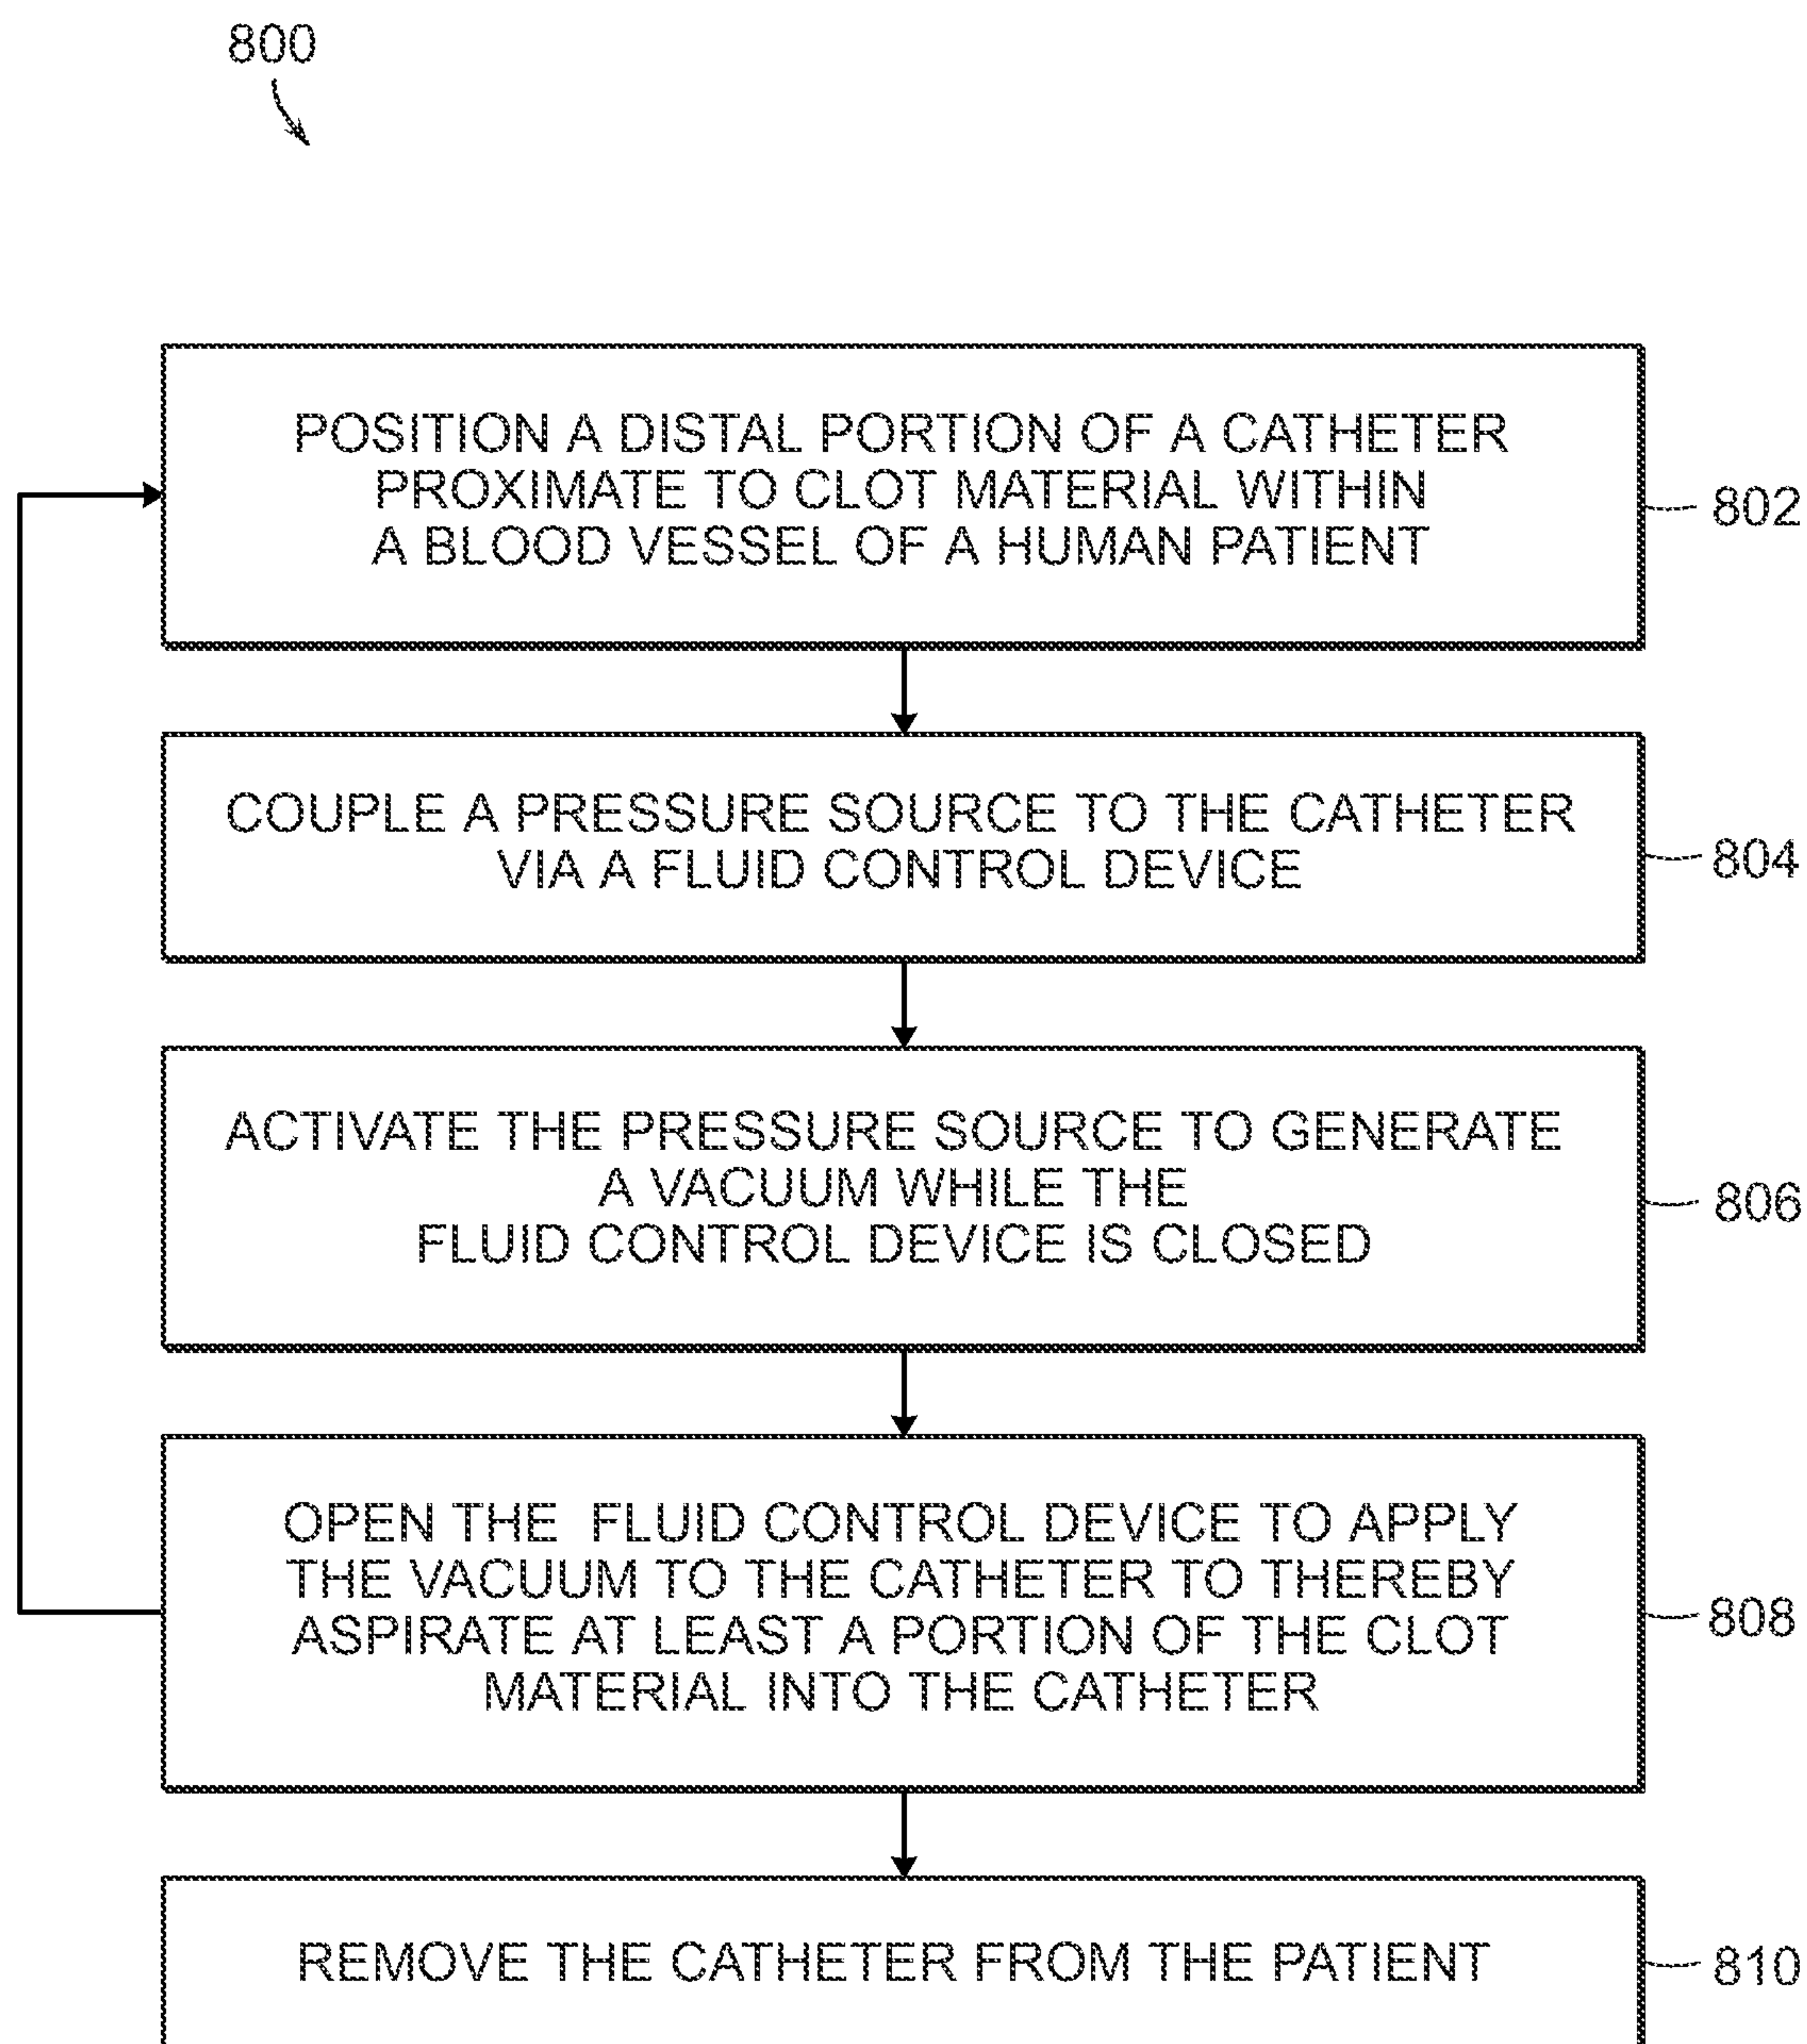 800
POSITION A DISTAL PORTION OF A CATHETER
PROXIMATE TO CLOT MATERIAL WITHIN
A BLOOD VESSEL OF A HUMAN PATIENT
802
COUPLE A PRESSURE SOURCE TO THE CATHETER
VIA A FLUID CONTROL DEVICE
804
ACTIVATE THE PRESSURE SOURCE TO GENERATE
A VACUUM WHILE THE
FLUID CONTROL DEVICE IS CLOSED
806
OPEN THE FLUID CONTROL DEVICE TO APPLY
THE VACUUM TO THE CATHETER TO THEREBY
ASPIRATE AT LEAST A PORTION OF THE CLOT
MATERIAL INTO THE CATHETER
808
REMOVE THE CATHETER FROM THE PATIENT
810